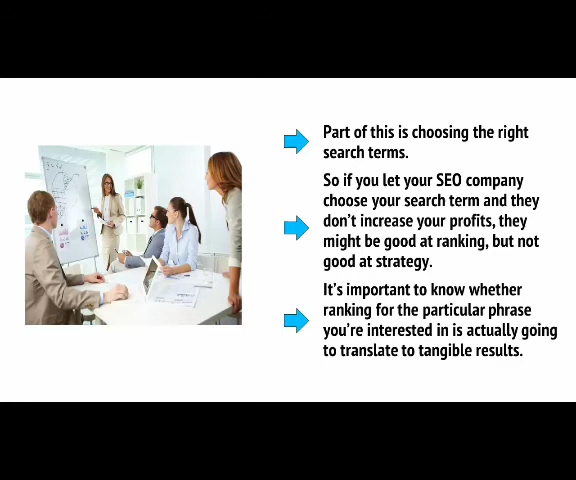 Part of this is choosing the right
search terms.
So if you let your SEO company
choose your search term and they
don't increase your profits, they
might be good at ranking, but not
good at strategy.
It's important to know whether
ranking for the particular phrase
you're interested in is actually going
to translate to tangible results.